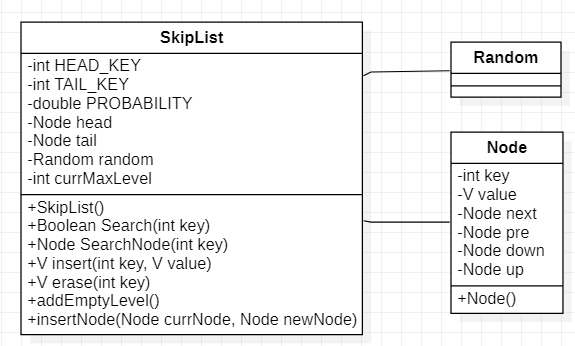 SkipList
-int HEAD_KEY
-int TAIL_KEY
-double PROBABILITY
-Node head
-Node tail
-Random random
-int currMaxLevel
+SkipList()
+Boolean Search(int key)
+Node SearchNode(int key)
+V insert(int key, V value)
+V erase(int key)
+addEmptyLevel()
+insertNode(Node currNode, Node newNode)
Random
Node
-int key
-V value
-Node next
-Node pre
-Node down
-Node up
+Node()